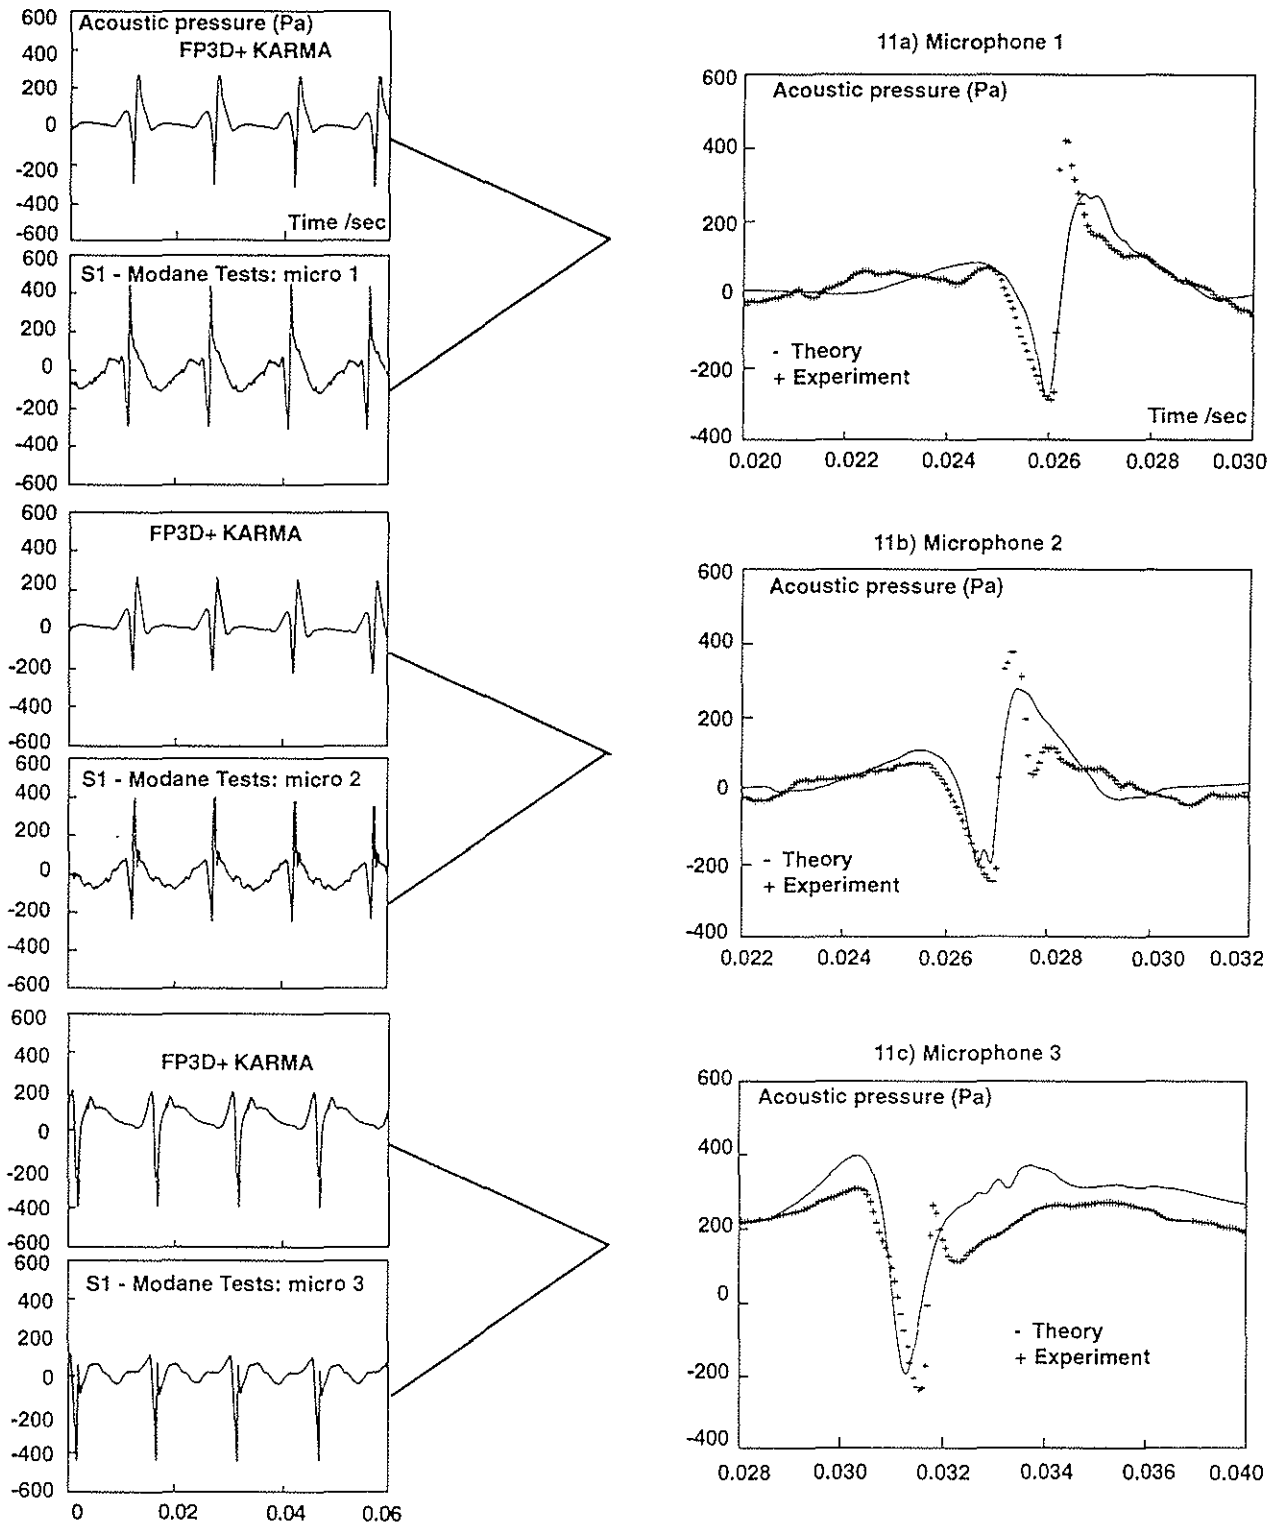 600
Acoustic pressure (Pa)
400
FP3D+ KARMA
200
0
-200
-400
Time /sec
-600
S1 - Modane Tests: micro 1
400
200
0
-200
-400
-600
600
FP3D+ KARMA
400
200
0
-200
-400
-600
S1 - Modane Tests: micro 2
400
200
0
-200
-400
-600
600
400
FP3D+ KARMA
200
0
-200
-400
-600
600
S1 - Modane Tests: micro 3
400
200
0
-200
-400
-600
0 0.02 0.04 0.06
11a) Microphone 1
600
Acoustic pressure (Pa)
400
200
0
- Theory
-200
+ Experiment
Time /sec
-400
0.020 0.022 0.024 0.026 0.028 0.030
11b) Microphone 2
600
Acoustic pressure (Pa)
400
200
0
- Theory
-200
+ Experiment
-400
0.022 0.024 0.026 0.028 0.030 0.032
11c) Microphone 3
600
Acoustic pressure (Pa)
400
200
0
- Theory
+ Experiment
-200
-400
0.028 0.030 0.032 0.034 0.036 0.040